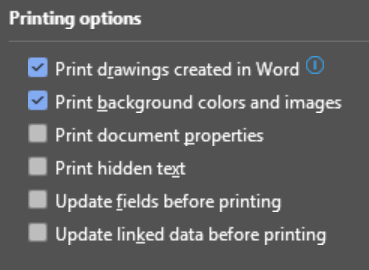 Printing options
Print drawings created in Word
Print background colors and images
Print document properties
Print hidden text
Update fields before printing
Update linked data before printing